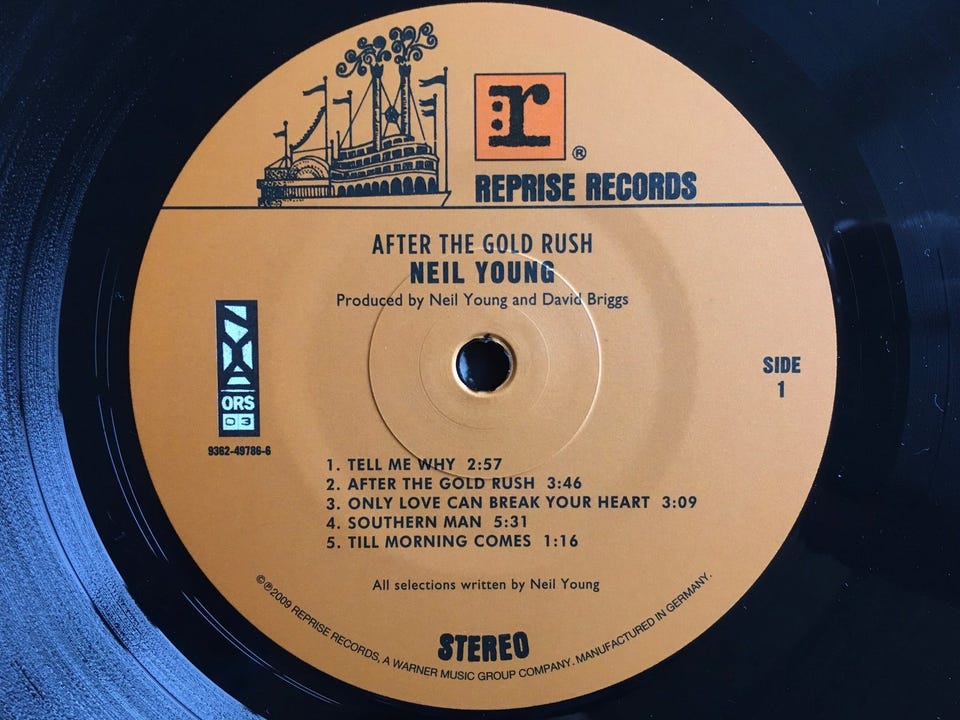 r
®
REPRISE RECORDS
AFTER THE GOLD RUSH
NEIL YOUNG
Produced by Neil Young and David Briggs
ORS
03
9362-49786-6
SIDE
1
1. TELL ME WHY 2:57
2. AFTER THE GOLD RUSH 3:46
3. ONLY LOVE CAN BREAK YOUR HEART 3:09
4. SOUTHERN MAN 5:31
5. TILL MORNING COMES 1:16
All selections written by Neil Young
STEREO
©℗2009 REPRISE RECORDS, A WARNER MUSIC GROUP COMPANY. MANUFACTURED IN GERMANY.